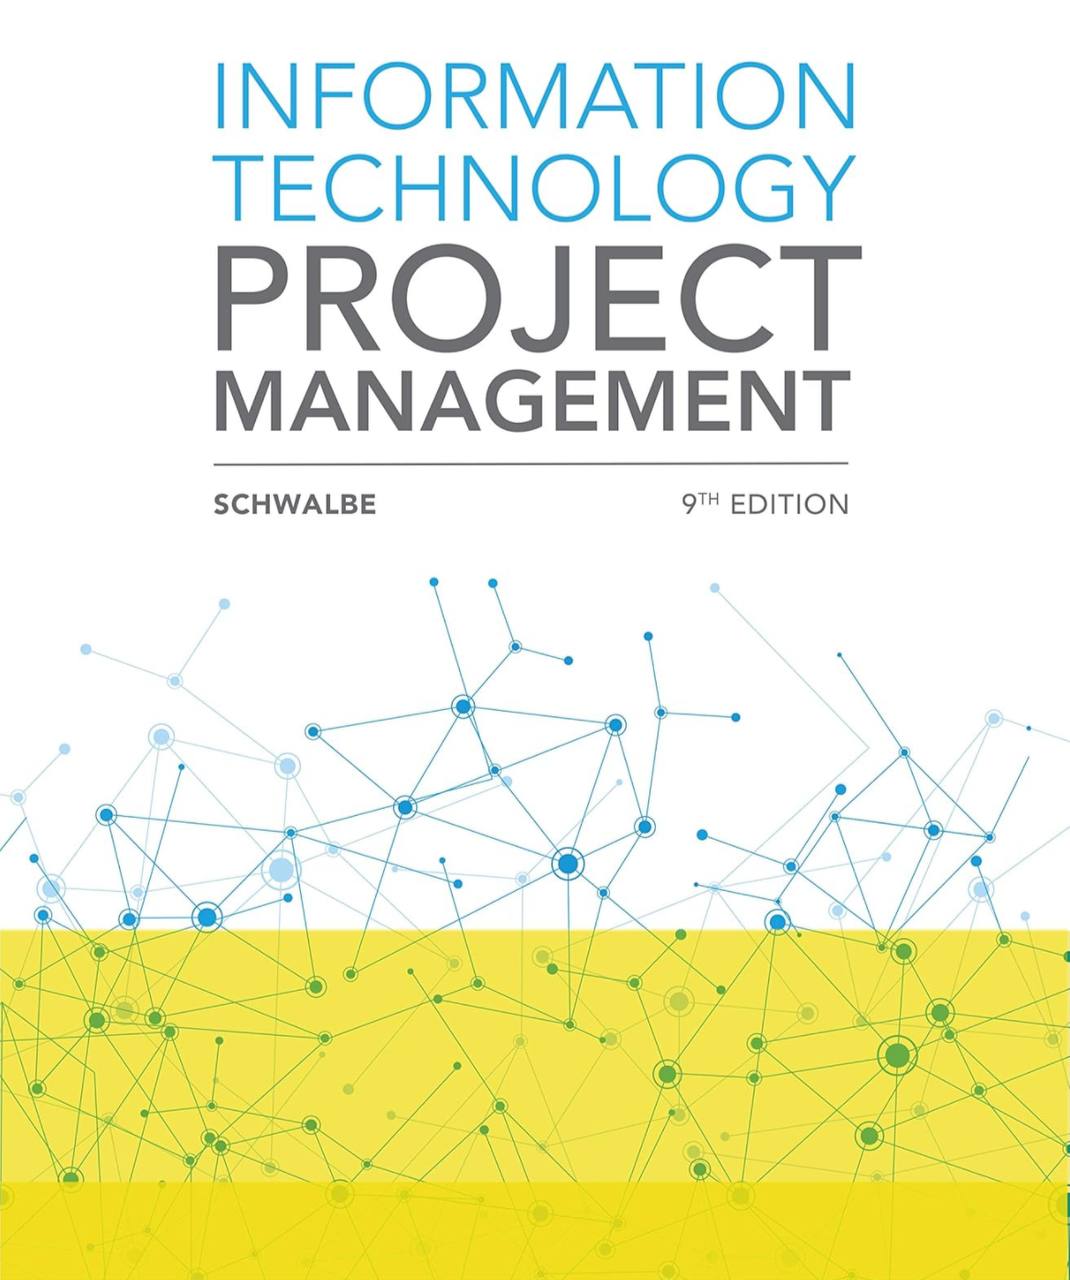 INFORMATION
TECHNOLOGY
PROJECT
MANAGEMENT
SCHWALBE
9TH EDITION